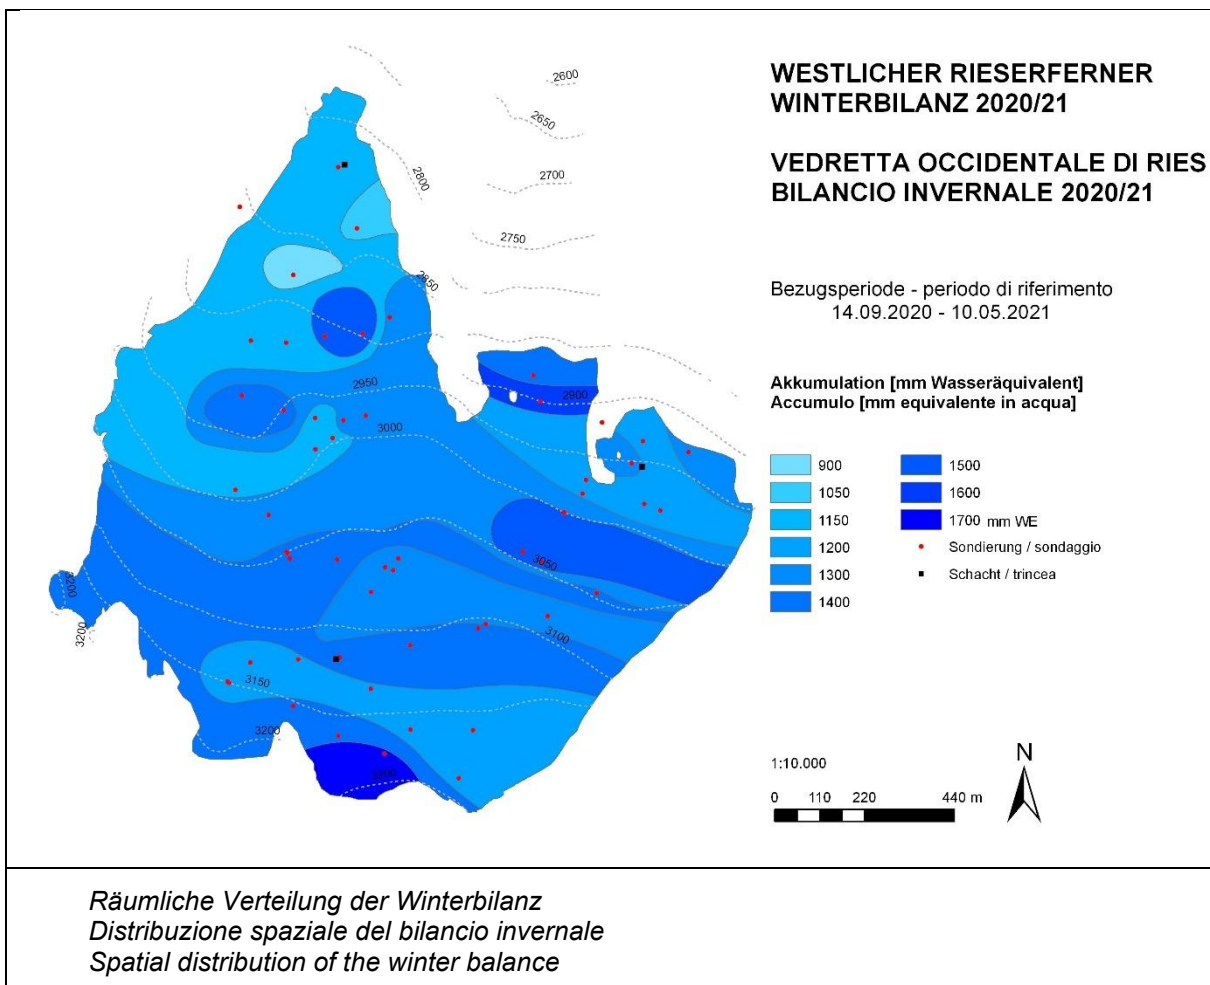 WESTLICHER RIESERFERNER
WINTERBILANZ 2020/21
VEDRETTA OCCIDENTALE DI RIES
BILANCIO INVERNALE 2020/21
Bezugsperiode - periodo di riferimento
14.09.2020 - 10.05.2021
Akkumulation [mm Wasseräquivalent]
Accumulo [mm equivalente in acqua]
900
1050
1150
1200
1300
1400
1500
1600
1700 mm WE
Sondierung / sondaggio
Schacht / trincea
2600
2650
2700
2750
2800
2850
2950
2900
3000
3050
3100
3200
3200
3150
3200
3200
1:10.000
0 110 220 440 m
N
Räumliche Verteilung der Winterbilanz
Distribuzione spaziale del bilancio invernale
Spatial distribution of the winter balance